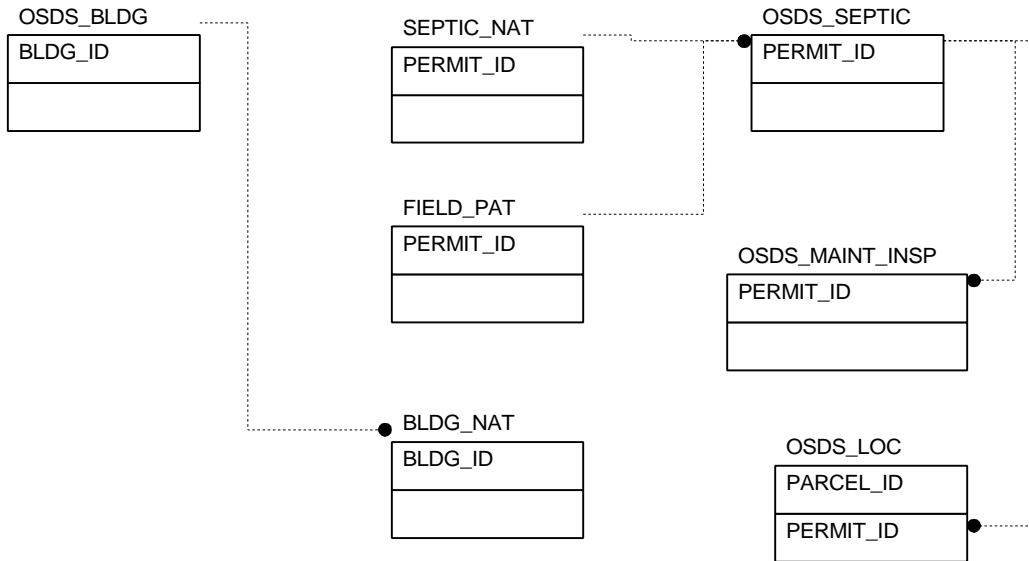 OSDS_BLDG
BLDG_ID
SEPTIC_NAT
PERMIT_ID
OSDS_SEPTIC
PERMIT_ID
FIELD_PAT
PERMIT_ID
OSDS_MAINT_INSP
PERMIT_ID
BLDG_NAT
BLDG_ID
OSDS_LOC
PARCEL_ID
PERMIT_ID